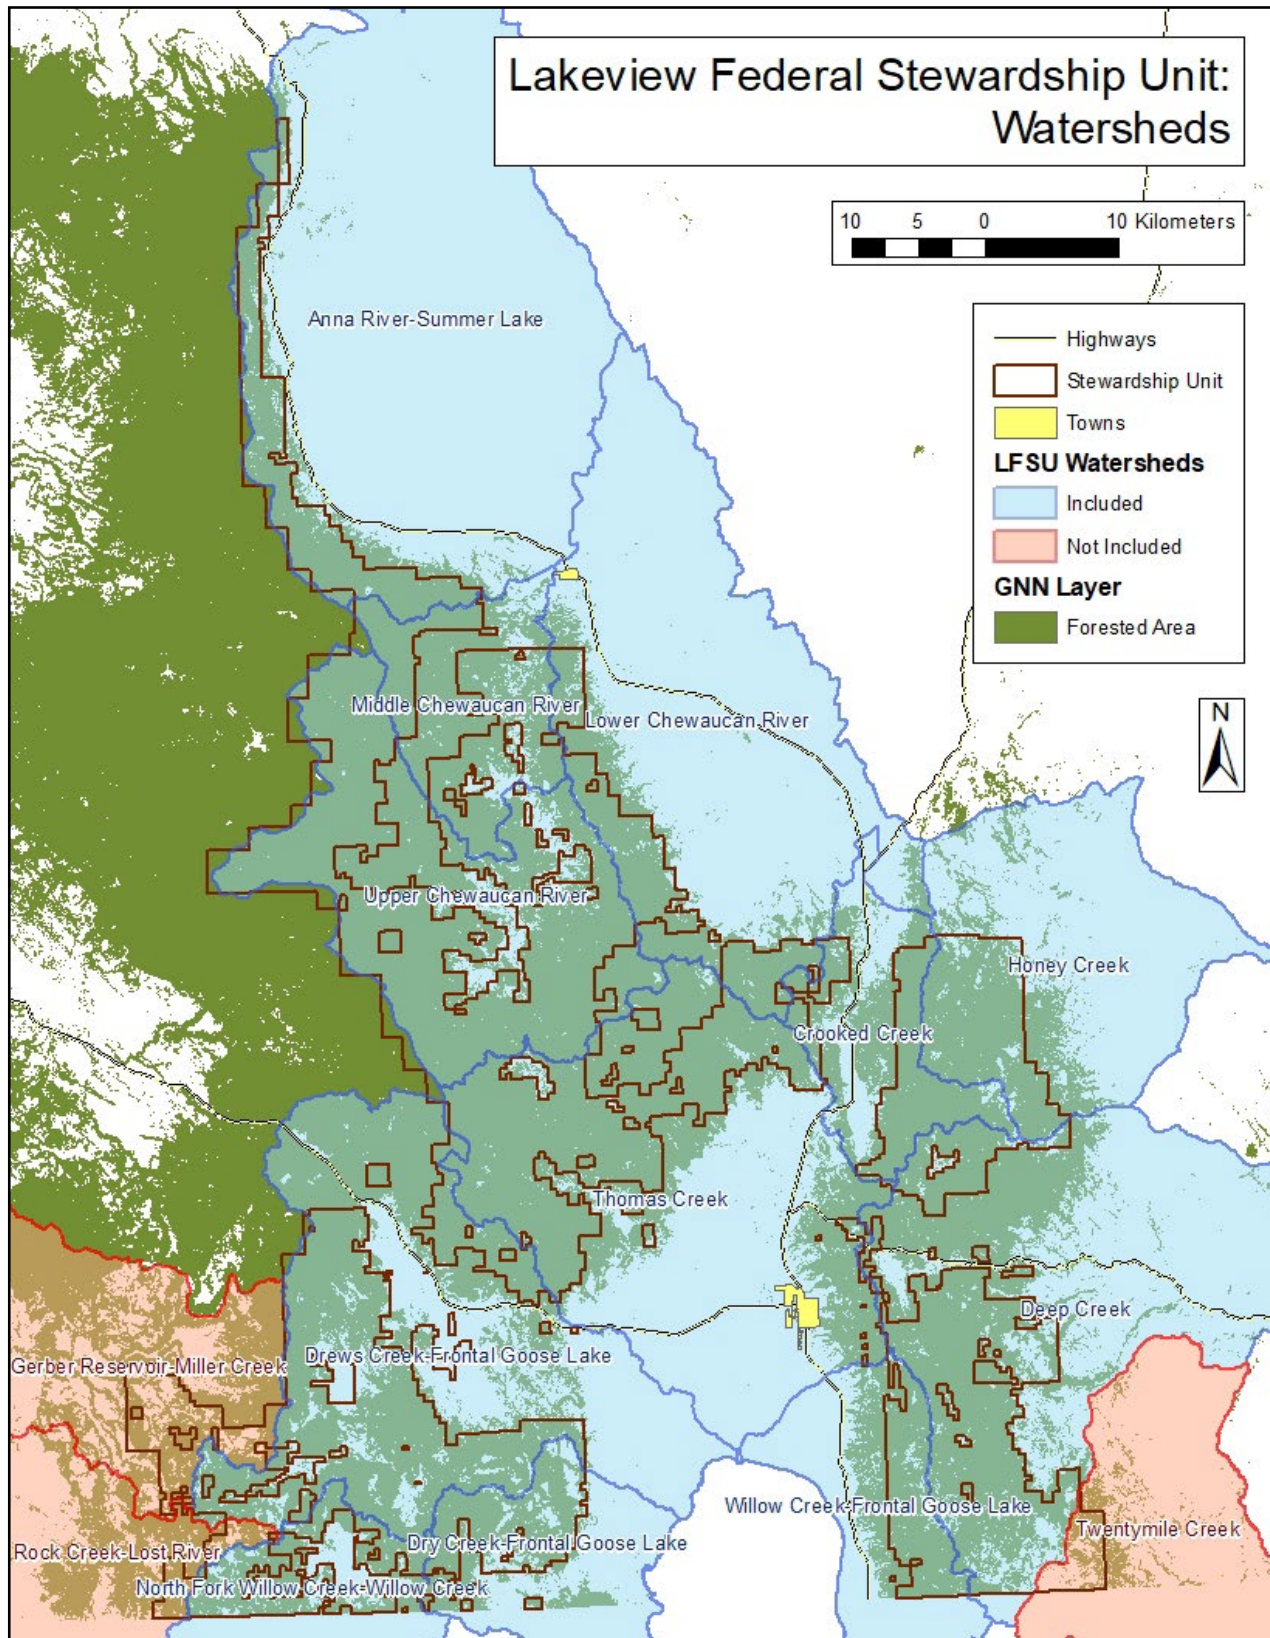 Lakeview Federal Stewardship Unit:
Watersheds
10 5 0 10 Kilometers
Highways
Stewardship Unit
Towns
LFSU Watersheds
Included
Not Included
GNN Layer
Forested Area
N
Anna River-Summer Lake
Middle Chewaucan River
Lower Chewaucan River
Upper Chewaucan River
Honey Creek
Crooked Creek
Thomas Creek
Deep Creek
Drews Creek-Frontal Goose Lake
Gerber Reservoir-Miller Creek
Willow Creek-Frontal Goose Lake
Twentymile Creek
Dry Creek-Frontal Goose Lake
Rock Creek-Lost River
North Fork Willow Creek-Willow Creek